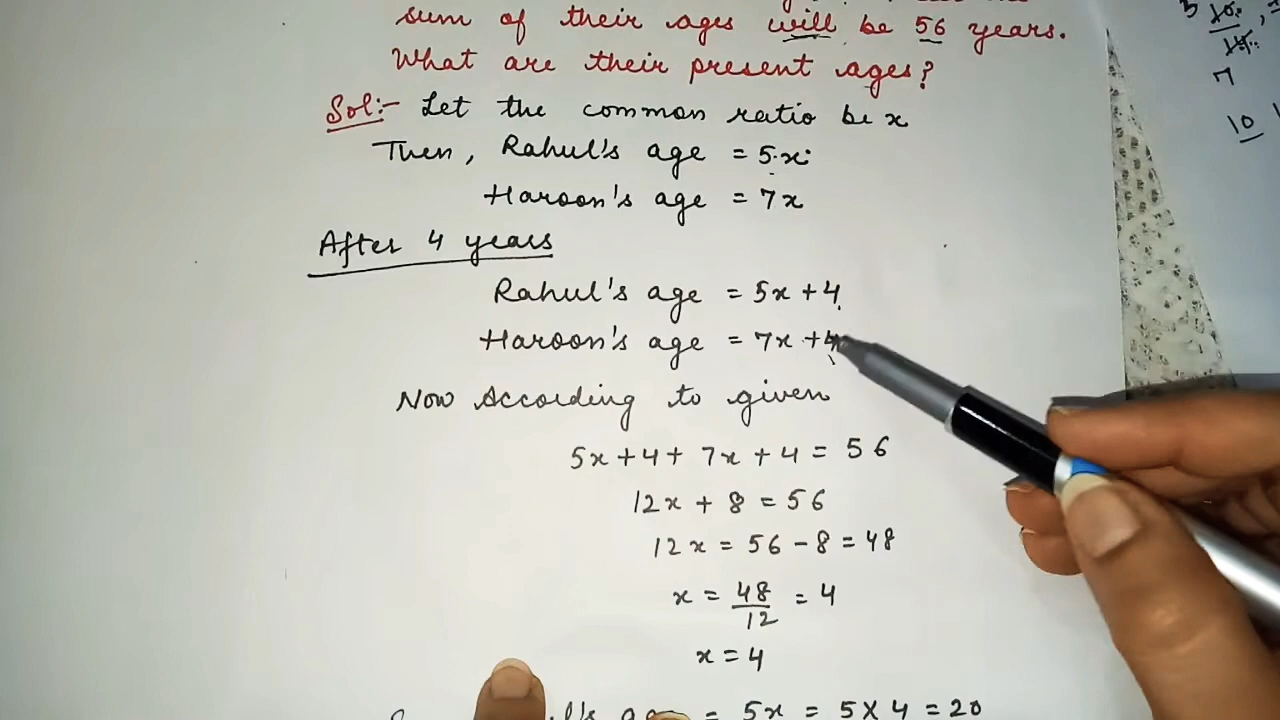 sum of their ages will be 56 years.
What are their present ages?
Sol:- Let the common ratio be x
Then, Rahul's age = 5x
Haroon's age = 7x
After 4 years
Rahul's age = 5x + 4
Haroon's age = 7x + 4
Now According to given
5x + 4 + 7x + 4 = 56
12x + 8 = 56
12x = 56 - 8 = 48
x = 48/12 = 4
x = 4
= 5x = 5 X 4 = 20
7
10